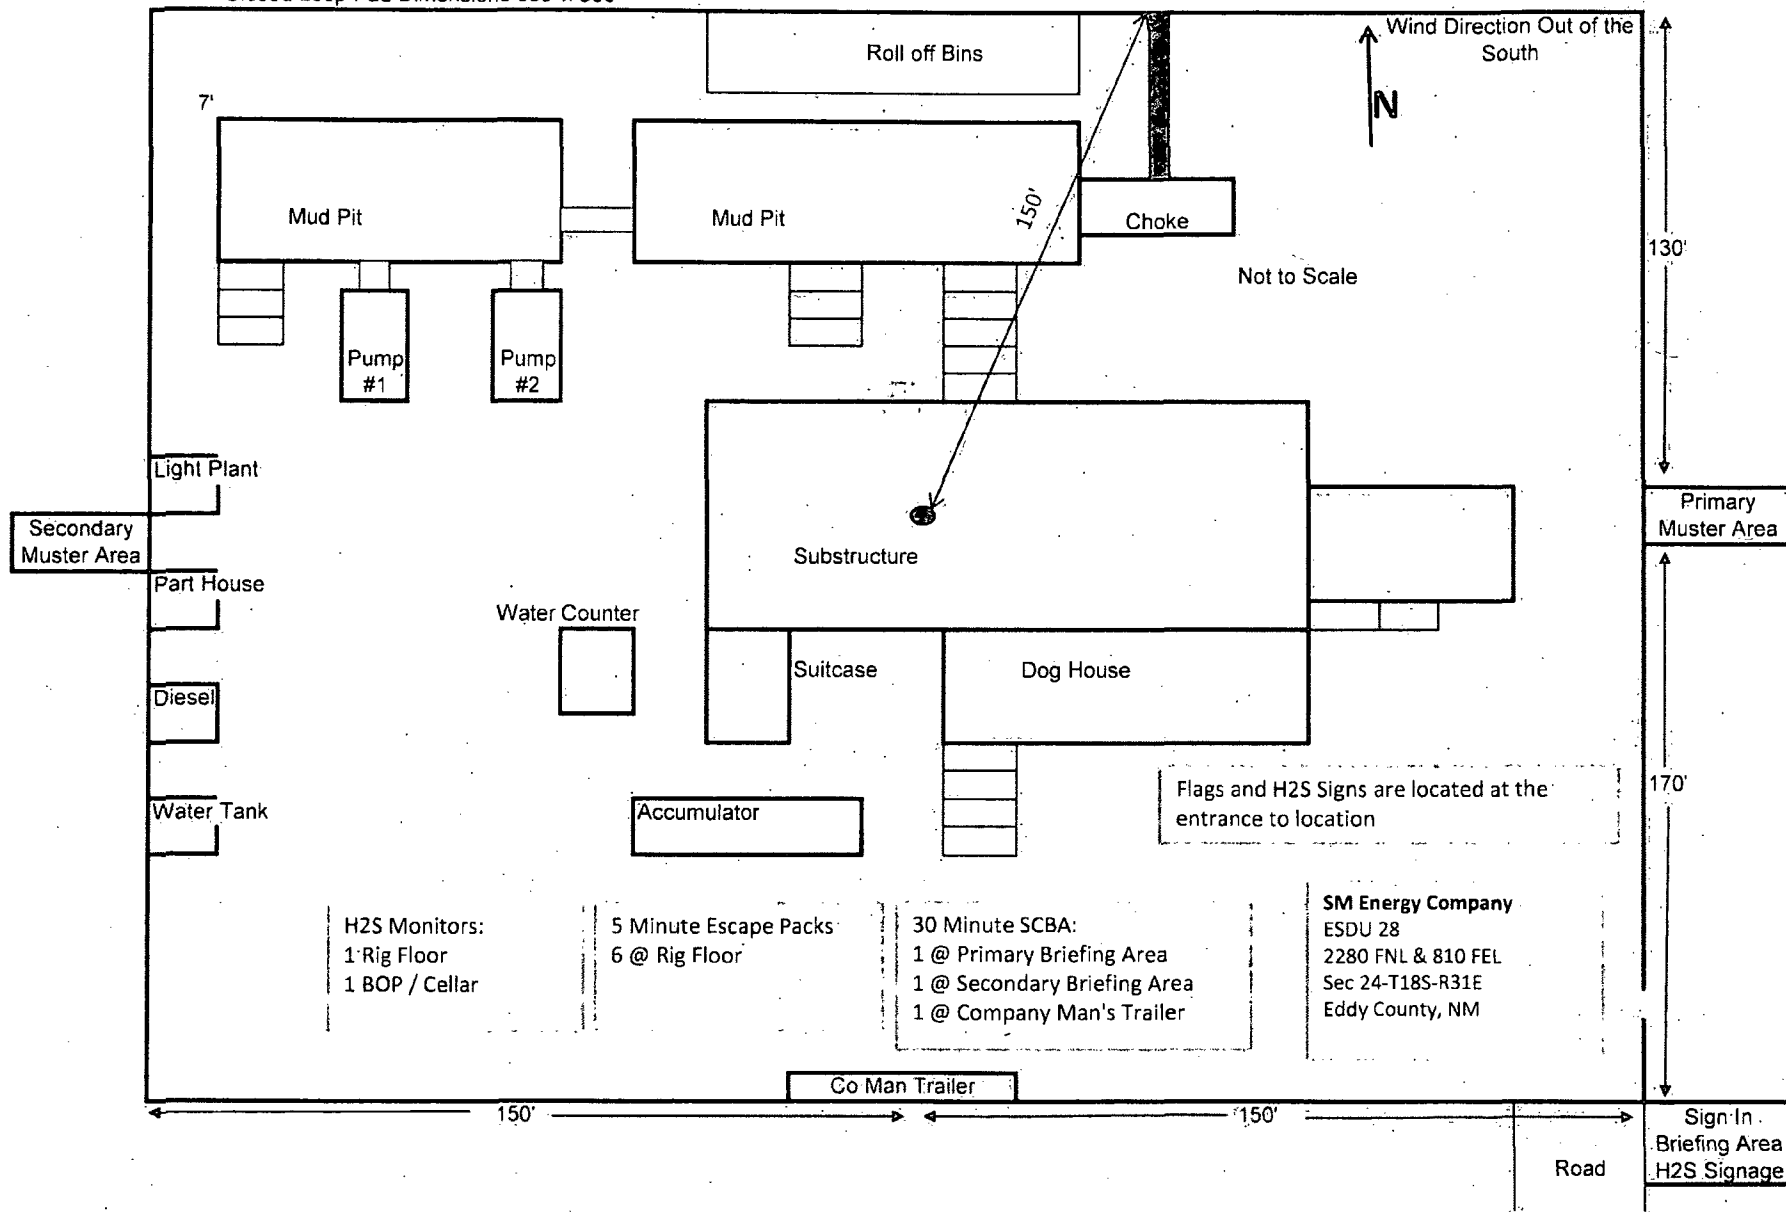 Wind Direction Out of the
South
Roll off Bins
N
7'
Mud Pit
Mud Pit
150'
Choke
130'
Not to Scale
Pump
#1
Pump
#2
Light Plant
Secondary
Muster Area
Primary
Muster Area
Substructure
Part House
Water Counter
Suitcase
Dog House
Diesel
Water Tank
Accumulator
Flags and H2S Signs are located at the
entrance to location
170'
H2S Monitors:
1 Rig Floor
1 BOP / Cellar
5 Minute Escape Packs
6 @ Rig Floor
30 Minute SCBA:
1 @ Primary Briefing Area
1 @ Secondary Briefing Area
1 @ Company Man's Trailer
SM Energy Company
ESDU 28
2280 FNL & 810 FEL
Sec 24-T18S-R31E
Eddy County, NM
Co Man Trailer
150'
150'
Road
Sign In
Briefing Area
H2S Signage